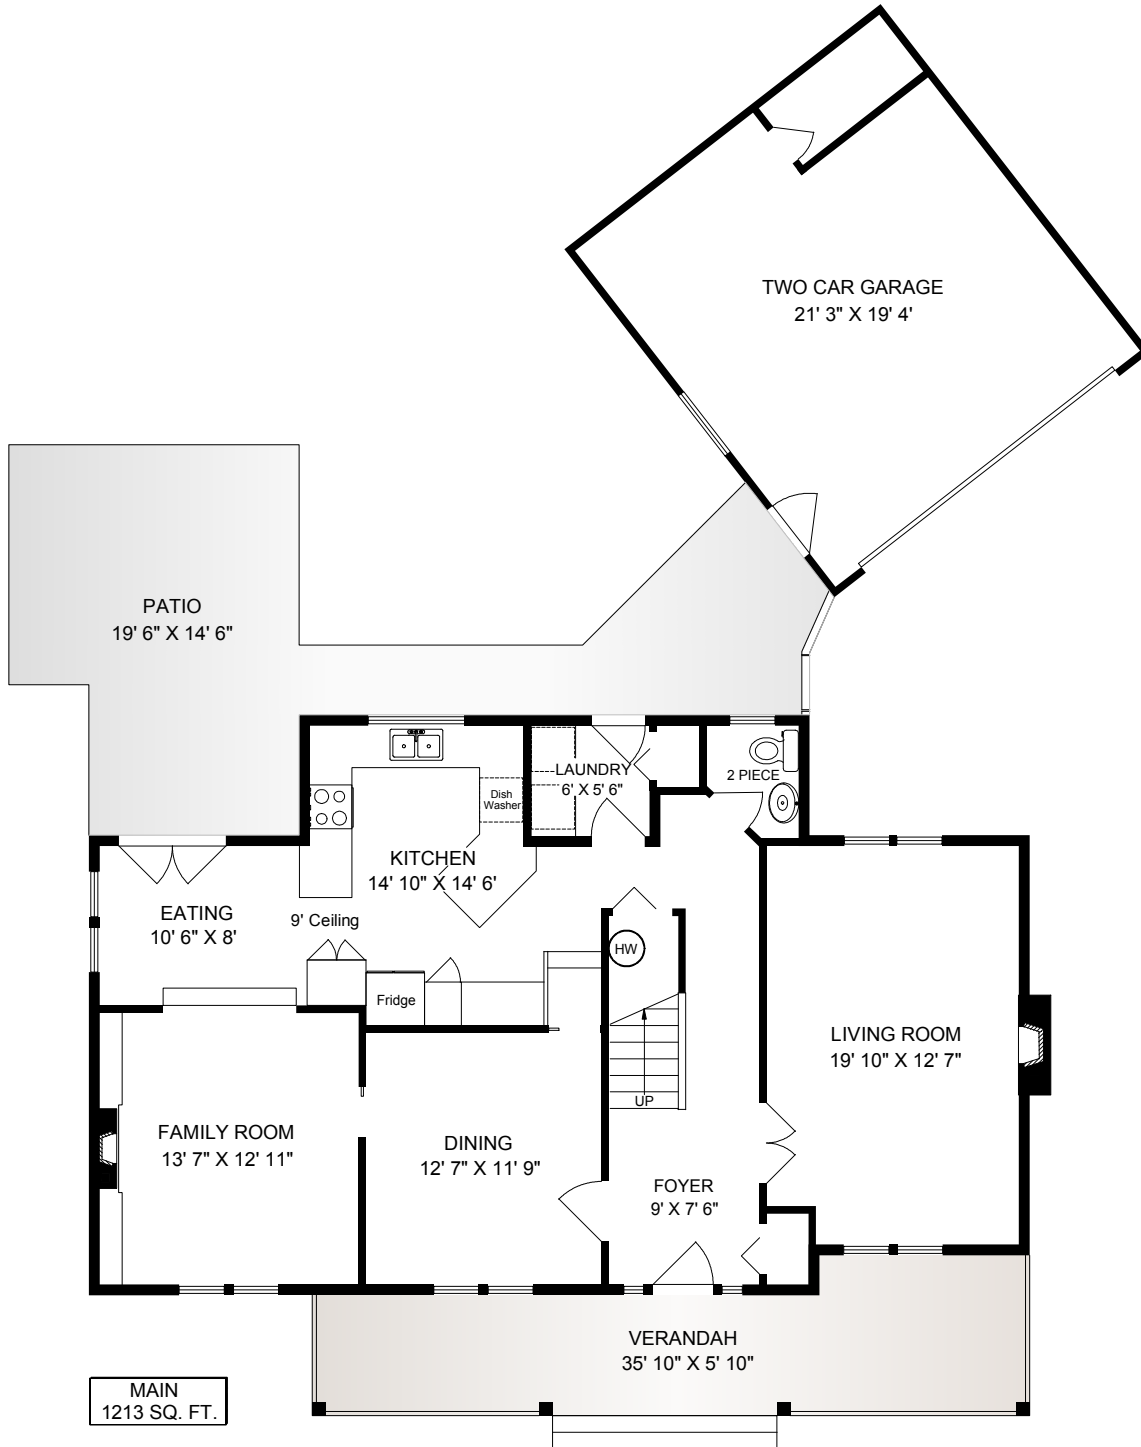 TWO CAR GARAGE
21' 3" X 19' 4'
PATIO
19' 6" X 14' 6"
LAUNDRY
6' X 5' 6"
2 PIECE
Dish
Washer
KITCHEN
14' 10" X 14' 6'
EATING
10' 6" X 8'
9' Ceiling
HW
Fridge
LIVING ROOM
19' 10" X 12' 7"
UP
FAMILY ROOM
13' 7" X 12' 11"
DINING
12' 7" X 11' 9"
FOYER
9' X 7' 6"
VERANDAH
35' 10" X 5' 10"
MAIN
1213 SQ. FT.